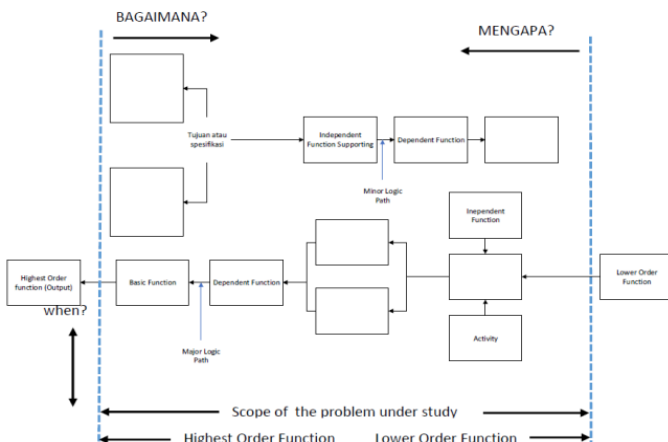 BAGAIMANA?
MENGAPA?
Tujuan atau
spesifikasi
Independent
Function Supporting
Dependent Function
Minor Logic
Path
Inependent
Function
Highest Order
function (Output)
Basic Function
Dependent Function
Lower Order
Function
when?
Major Logic
Path
Activity
Scope of the problem under study
Highest Order Function
Lower Order Function